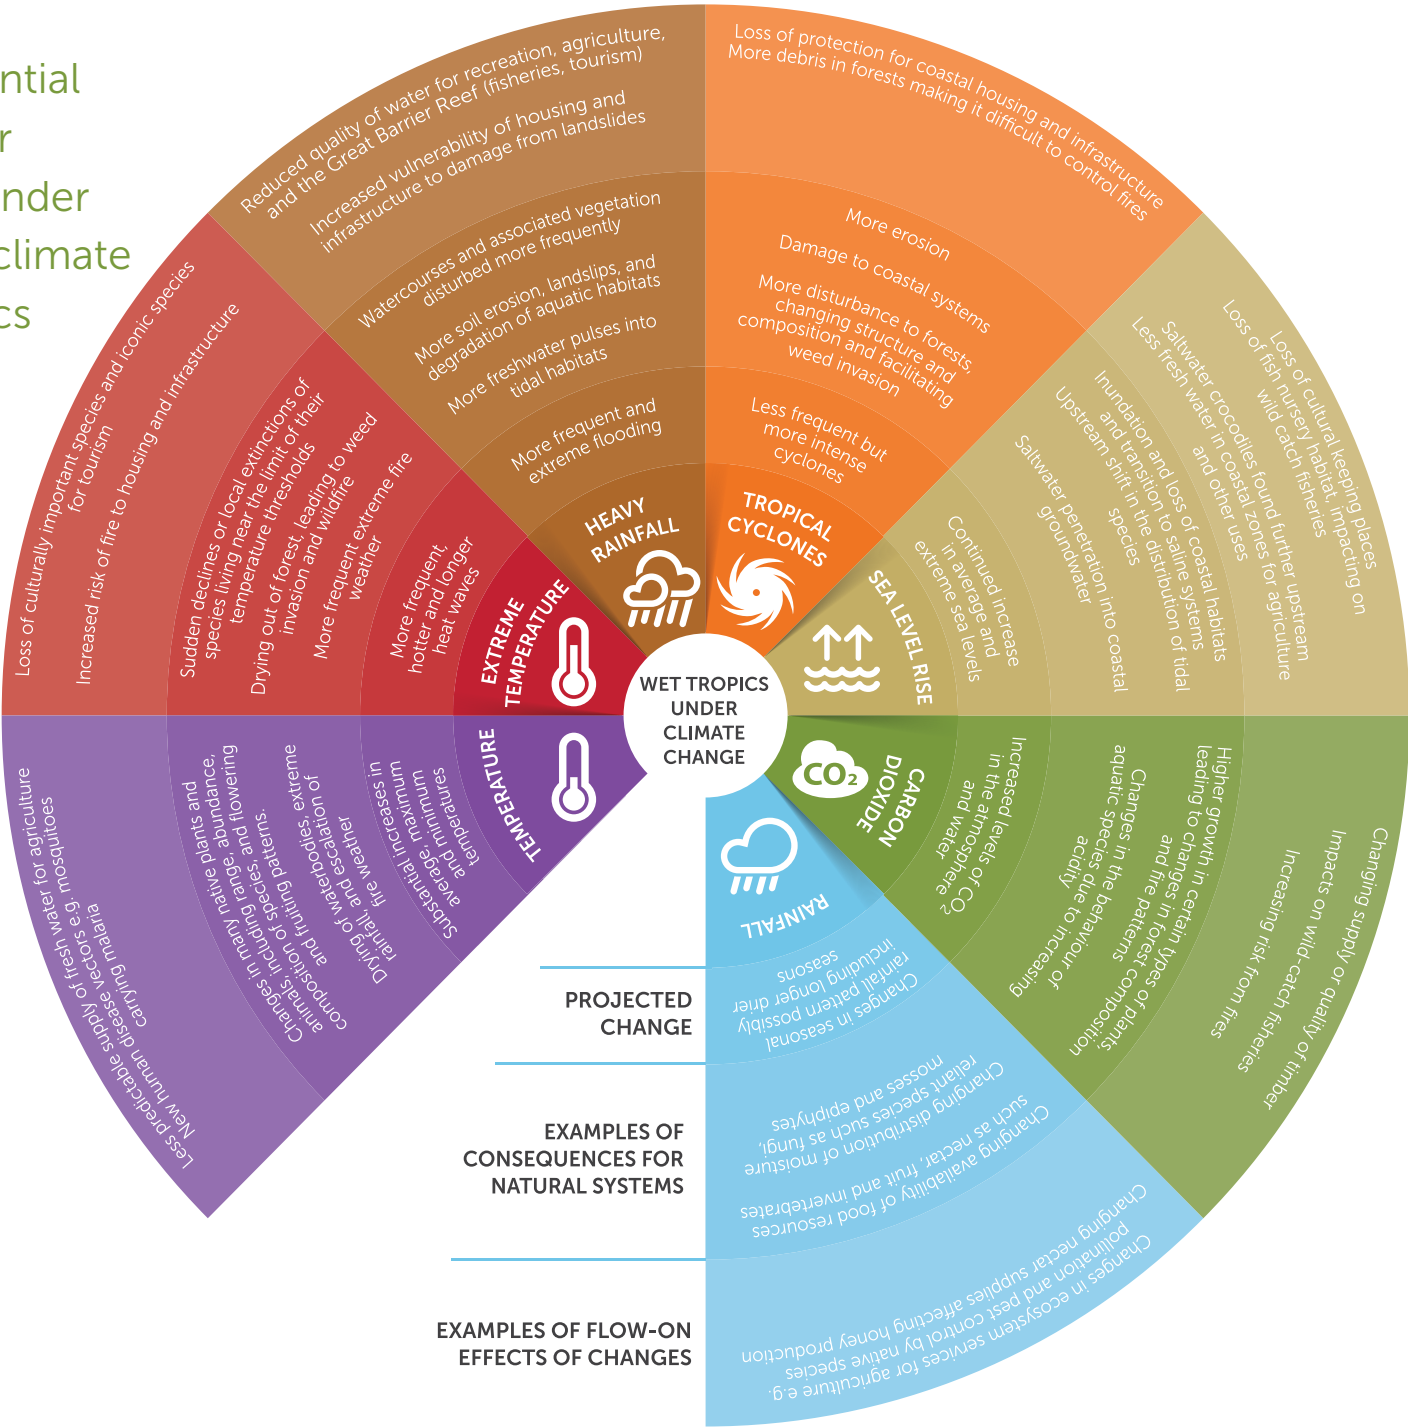 ntial
r
nder
climate
cs
WET TROPICS
UNDER
CLIMATE
CHANGE
TEMPERATURE
Substantial increases in
average, maximum
and minimum
temperatures
Changes in many native plants and
animals, including range, abundance,
composition of species, and flowering
and fruiting patterns.
Drying of waterbodies, extreme
rainfall, and escalation of
fire weather
Less predictable supply of fresh water for agriculture
New human disease vectors e.g. mosquitoes
carrying malaria
EXTREME
TEMPERATURE
More frequent,
hotter and longer
heat waves
Sudden declines or local extinctions of
species living near the limit of their
temperature thresholds
Drying out of forest, leading to weed
invasion and wildfire
More frequent extreme fire
weather
Loss of culturally important species and iconic species
for tourism
Increased risk of fire to housing and infrastructure
HEAVY
RAINFALL
More frequent and
extreme flooding
Watercourses and associated vegetation
disturbed more frequently
More soil erosion, landslips, and
degradation of aquatic habitats
More freshwater pulses into
tidal habitats
Reduced quality of water for recreation, agriculture,
and the Great Barrier Reef (fisheries, tourism)
Increased vulnerability of housing and
infrastructure to damage from landslides
TROPICAL
CYCLONES
Less frequent but
more intense
cyclones
More erosion
Damage to coastal systems
More disturbance to forests,
changing structure and
composition and facilitating
weed invasion
Loss of protection for coastal housing and infrastructure
More debris in forests making it difficult to control fires
SEA LEVEL RISE
Continued increase
in average and
extreme sea levels
Inundation and loss of coastal habitats
and transition to saline systems
Upstream shift in the distribution of tidal
species
Saltwater penetration into coastal
groundwater
Loss of cultural keeping places
Loss of fish nursery habitat, impacting on
wild catch fisheries
Saltwater crocodiles found further upstream
Less fresh water in coastal zones for agriculture
and other uses
CO₂
CARBON
DIOXIDE
Increased levels of CO₂
in the atmosphere
and water
Higher growth in certain types of plants,
leading to changes in forest composition
and fire patterns
Changes in the behaviour of
aquatic species due to increasing
acidity
Changing supply or quality of timber
Impacts on wild-catch fisheries
Increasing risk from fires
RAINFALL
Changes in seasonal
rainfall pattern possibly
including longer drier
seasons
Changing distribution of moisture
reliant species such as fungi,
mosses and epiphytes
Changing availability of food resources
such as nectar, fruit and invertebrates
Changes in ecosystem services for agriculture e.g.
pollination and pest control by native species
Changing nectar supplies affecting honey production
PROJECTED
CHANGE
EXAMPLES OF
CONSEQUENCES FOR
NATURAL SYSTEMS
EXAMPLES OF FLOW-ON
EFFECTS OF CHANGES